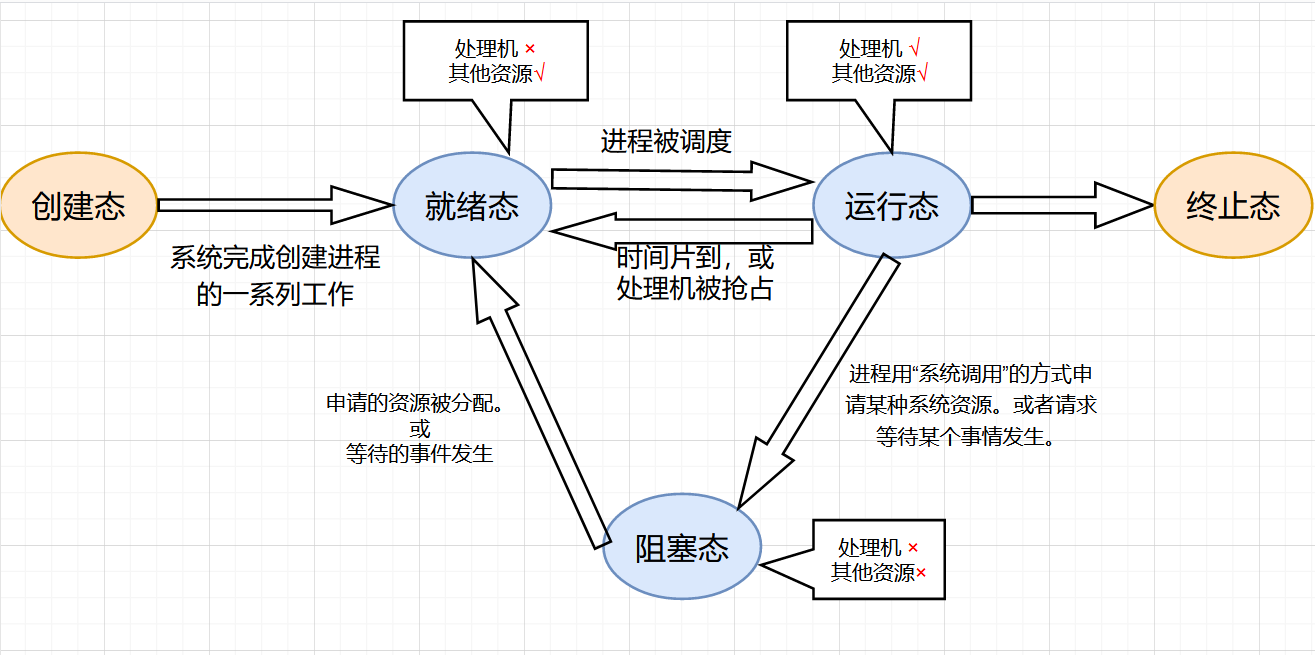 处理机 ×
其他资源√
处理机 √
其他资源√
进程被调度
创建态
就绪态
运行态
终止态
系统完成创建进程
的一系列工作
时间片到，或
处理机被抢占
进程用“系统调用”的方式申
请某种系统资源。或者请求
等待某个事情发生。
申请的资源被分配。
或
等待的事件发生
阻塞态
处理机 ×
其他资源×